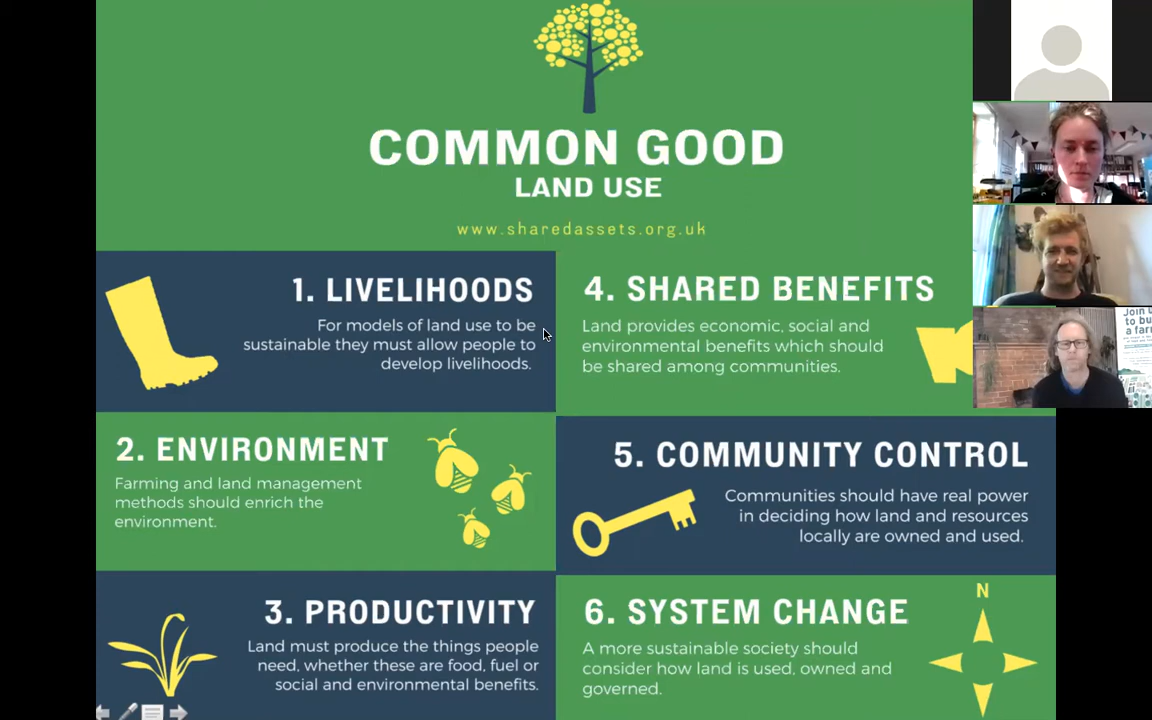 COMMON GOOD
LAND USE
www.sharedassets.org.uk
1. LIVELIHOODS
For models of land use to be
sustainable they must allow people to
develop livelihoods.
2. ENVIRONMENT
Farming and land management
methods should enrich the
environment.
3. PRODUCTIVITY
Land must produce the things people
need, whether these are food, fuel or
social and environmental benefits.
4. SHARED BENEFITS
Land provides economic, social and
environmental benefits which should
be shared among communities.
5. COMMUNITY CONTROL
Communities should have real power
in deciding how land and resources
locally are owned and used.
6. SYSTEM CHANGE
A more sustainable society should
consider how land is used, owned and
governed.
N
Join
to bu
a far